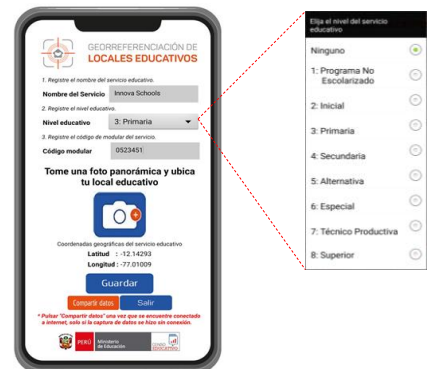 GEORREFERENCIACIÓN DE
LOCALES EDUCATIVOS
1. Registre el nombre del servicio educativo.
Nombre del Servicio Innova Schools
2. Registre el nivel educativo.
Nivel educativo 3: Primaria
3. Registre el código de modular del servicio.
Código modular 0523451
Tome una foto panorámica y ubica
tu local educativo
Coordenadas geográficas del servicio educativo
Latitud : -12.14293
Longitud : -77.01009
Guardar
Compartir datos Salir
* Pulsar "Compartir datos" una vez que se encuentre conectado
a internet, solo si la captura de datos se hizo sin conexión.
PERÚ Ministerio
de Educación
Elija el nivel del servicio
educativo
Ninguno
1: Programa No
Escolarizado
2: Inicial
3: Primaria
4: Secundaria
5: Alternativa
6: Especial
7: Técnico Productiva
8: Superior